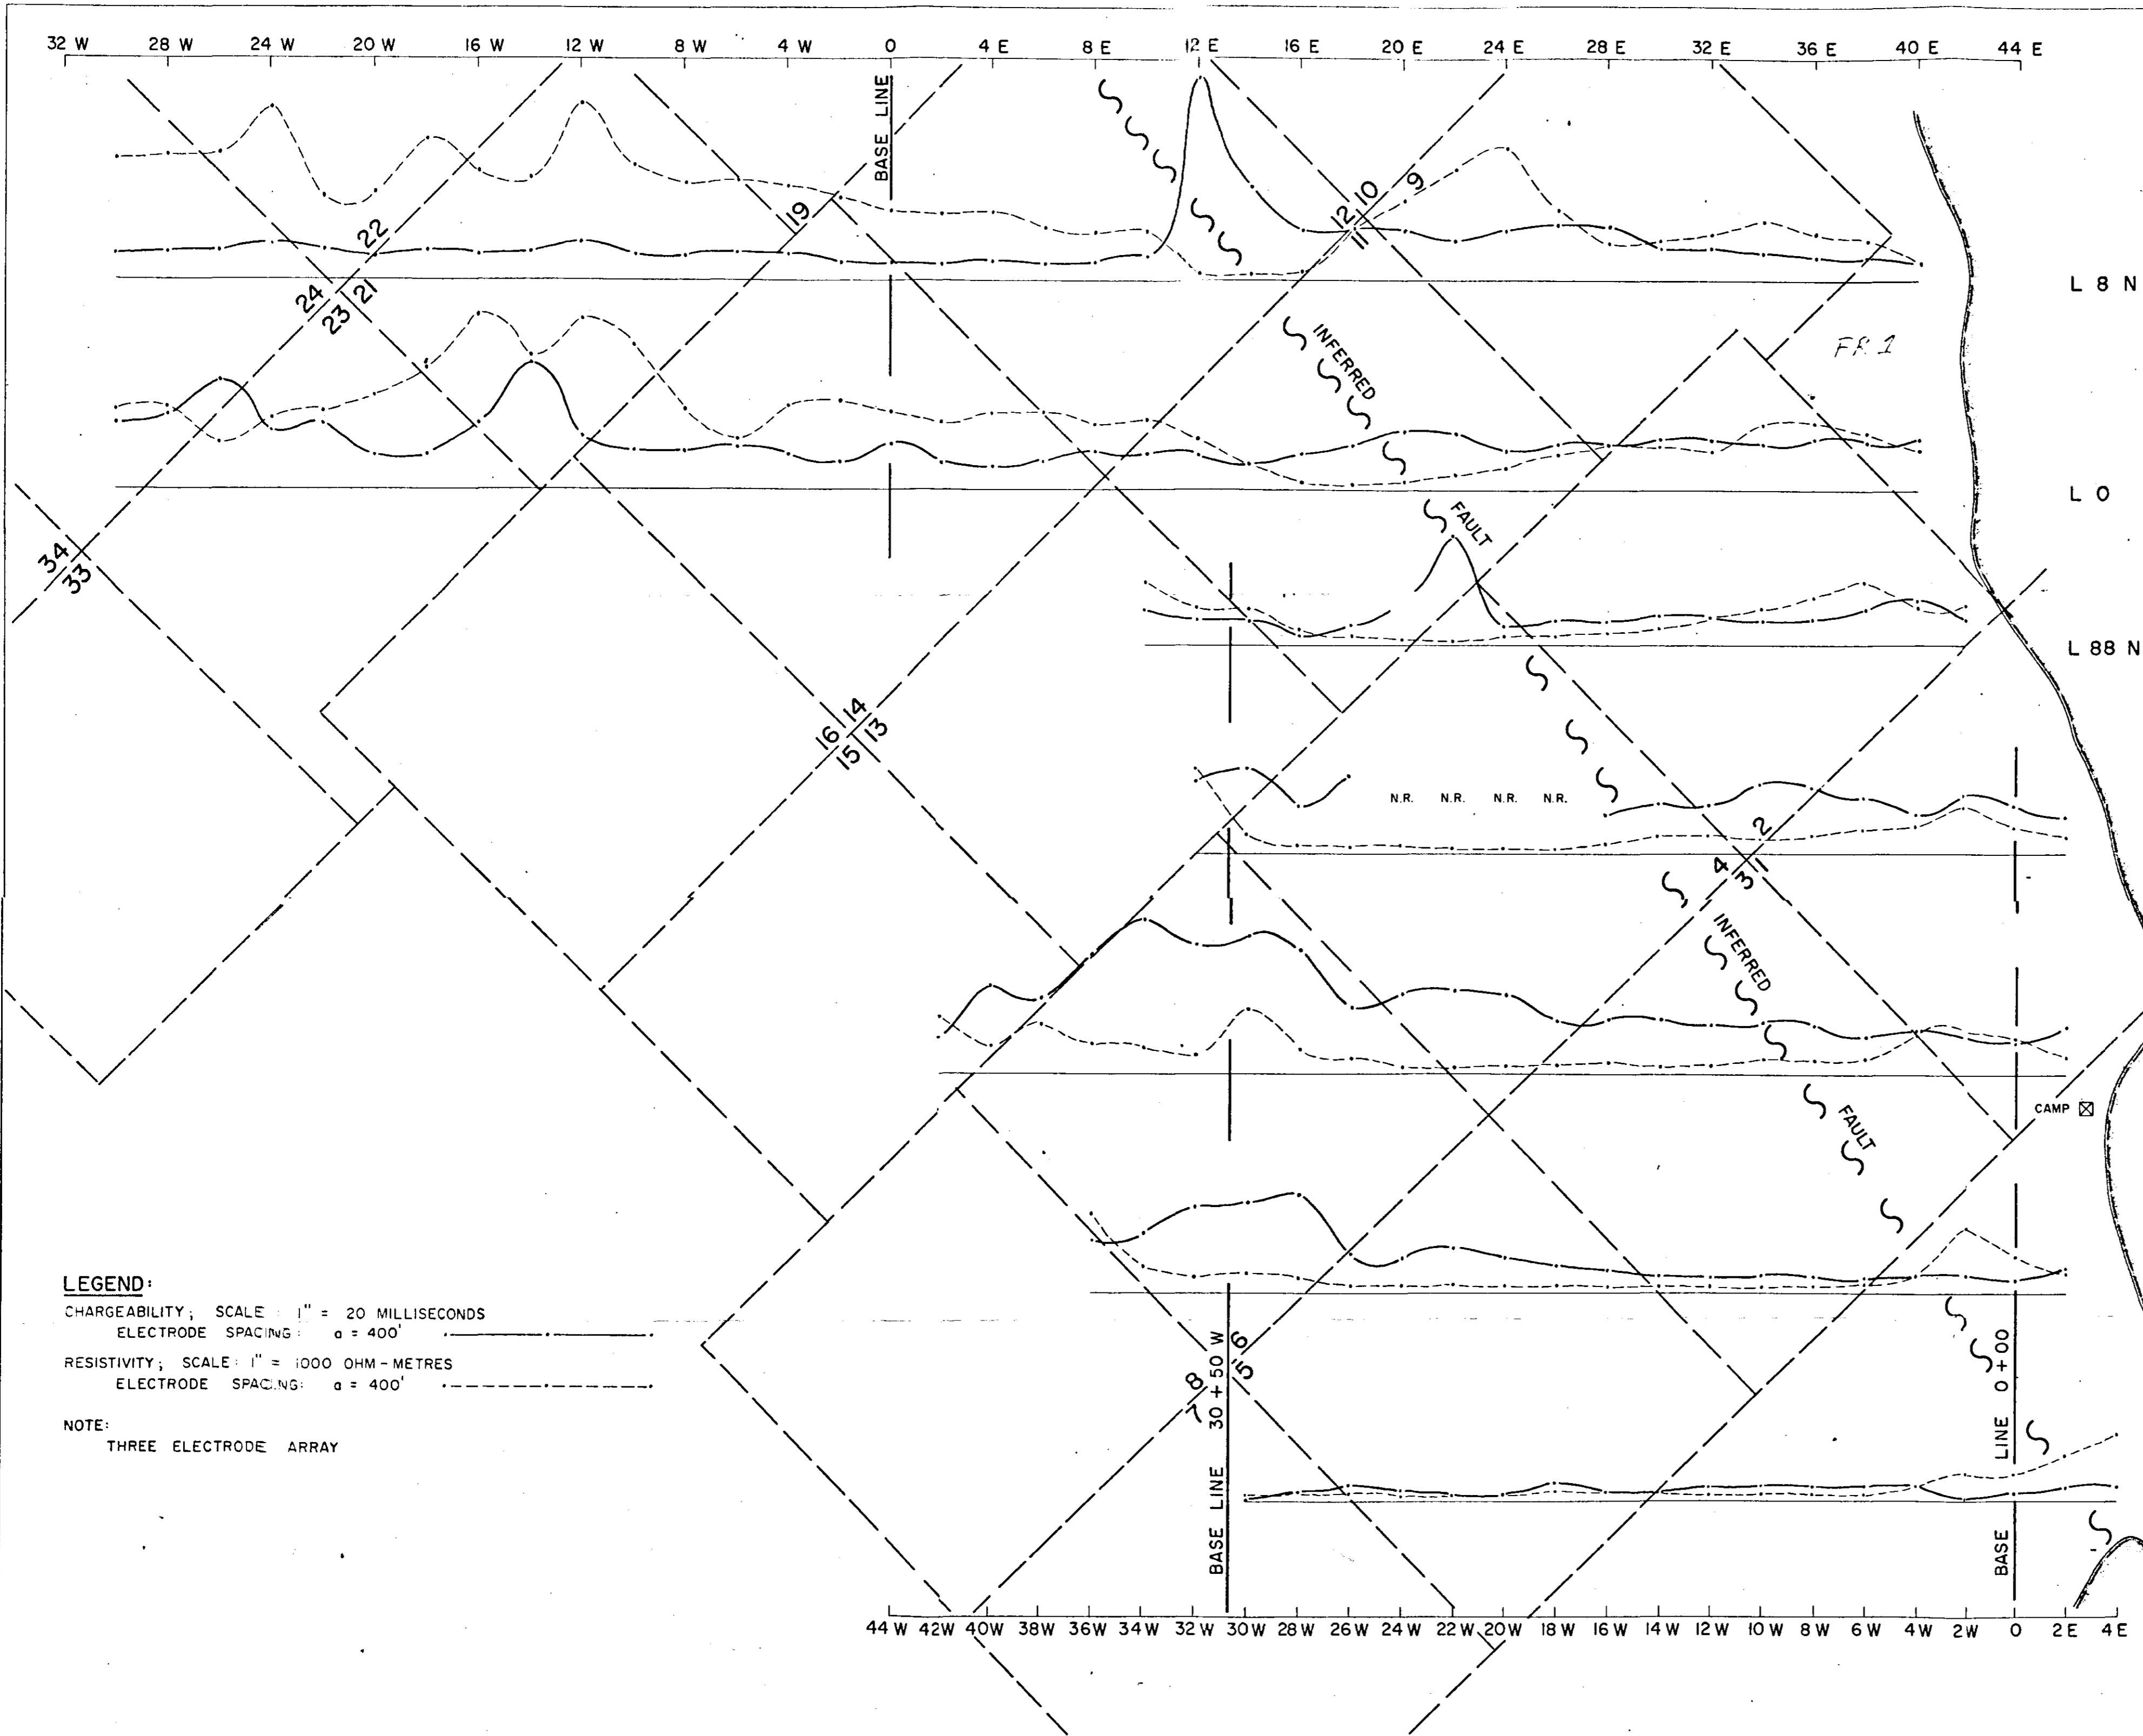 32 W 28 W 24 W 20 W 16 W 12 W 8 W 4 W 0 4 E 8 E 12 E 16 E 20 E 24 E 28 E 32 E 36 E 40 E 44 E
BASE LINE
19
12 10
11 9
22
24 21
23
L 8 N
INFERRED
FR. 1
L 0
FAULT
34
33
L 88 N
14
16 13
15
N.R. N.R. N.R. N.R.
2
4 1
3
INFERRED
CAMP
FAULT
LEGEND:
CHARGEABILITY; SCALE : 1" = 20 MILLISECONDS
ELECTRODE SPACING: a = 400'
RESISTIVITY; SCALE: 1" = 1000 OHM-METRES
ELECTRODE SPACING: a = 400'
NOTE:
THREE ELECTRODE ARRAY
6
8 5
7
BASE LINE 30 + 50 W
BASE LINE 0 + 00
44 W 42 W 40 W 38 W 36 W 34 W 32 W 30 W 28 W 26 W 24 W 22 W 20 W 18 W 16 W 14 W 12 W 10 W 8 W 6 W 4 W 2 W 0 2 E 4 E